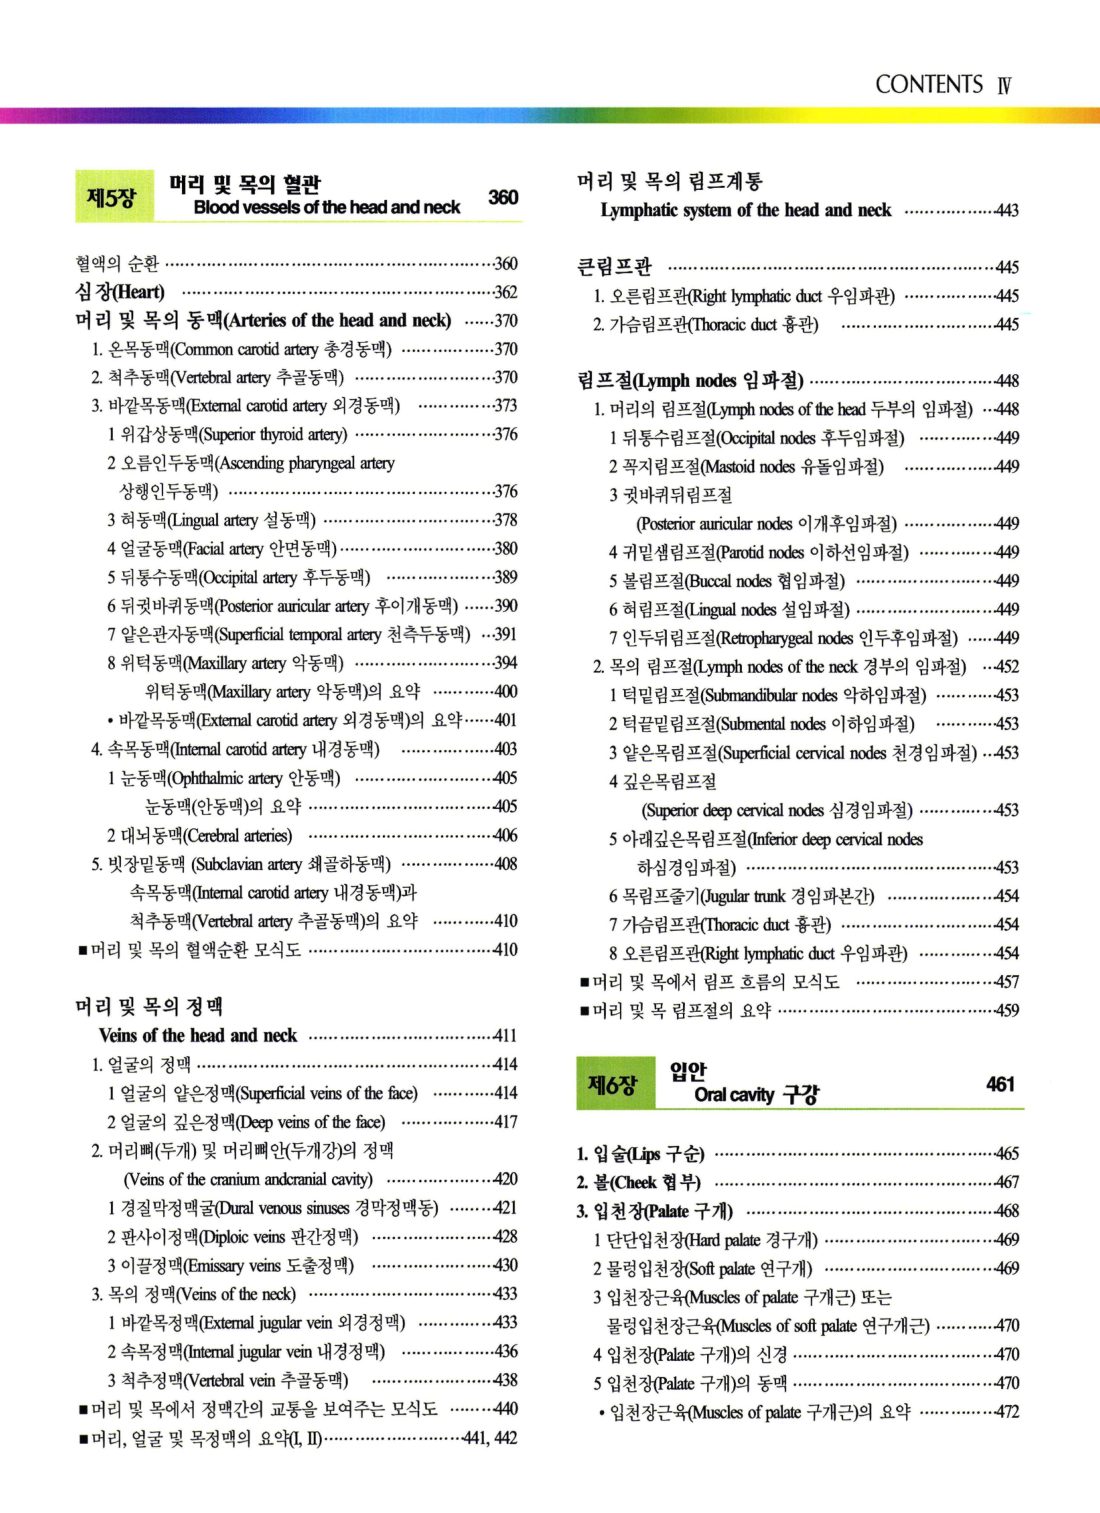 CONTENTS Ⅳ
제5장
머리 및 목의 혈관
Blood vessels of the head and neck 360
혈액의 순환 ········ 360
심장(Heart) ········ 362
머리 및 목의 동맥(Arteries of the head and neck) ······ 370
1. 온목동맥(Common carotid artery 총경동맥) ········ 370
2. 척추동맥(Vertebral artery 추골동맥) ········ 370
3. 바깥목동맥(External carotid artery 외경동맥) ········ 373
1 위갑상동맥(Superior thyroid artery) ········ 376
2 오름인두동맥(Ascending pharyngeal artery
상행인두동맥) ········ 376
3 혀동맥(Lingual artery 설동맥) ········ 378
4 얼굴동맥(Facial artery 안면동맥) ········ 380
5 뒤통수동맥(Occipital artery 후두동맥) ········ 389
6 뒤귓바퀴동맥(Posterior auricular artery 후이개동맥) ······ 390
7 얕은관자동맥(Superficial temporal artery 천측두동맥) ··· 391
8 위턱동맥(Maxillary artery 악동맥) ········ 394
위턱동맥(Maxillary artery 악동맥)의 요약 ········ 400
• 바깥목동맥(External carotid artery 외경동맥)의 요약 ······ 401
4. 속목동맥(Internal carotid artery 내경동맥) ········ 403
1 눈동맥(Ophthalmic artery 안동맥) ········ 405
눈동맥(안동맥)의 요약 ········ 405
2 대뇌동맥(Cerebral arteries) ········ 406
5. 빗장밑동맥 (Subclavian artery 쇄골하동맥) ········ 408
속목동맥(Internal carotid artery 내경동맥)과
척추동맥(Vertebral artery 추골동맥)의 요약 ········ 410
■ 머리 및 목의 혈액순환 모식도 ········ 410
머리 및 목의 정맥
Veins of the head and neck ········ 411
1. 얼굴의 정맥 ········ 414
1 얼굴의 얕은정맥(Superficial veins of the face) ········ 414
2 얼굴의 깊은정맥(Deep veins of the face) ········ 417
2. 머리뼈(두개) 및 머리뼈안(두개강)의 정맥
(Veins of the cranium andcranial cavity) ········ 420
1 경질막정맥굴(Dural venous sinuses 경막정맥동) ········ 421
2 판사이정맥(Diploic veins 판간정맥) ········ 428
3 이끌정맥(Emissary veins 도출정맥) ········ 430
3. 목의 정맥(Veins of the neck) ········ 433
1 바깥목정맥(External jugular vein 외경정맥) ········ 433
2 속목정맥(Internal jugular vein 내경정맥) ········ 436
3 척추정맥(Vertebral vein 추골동맥) ········ 438
■ 머리 및 목에서 정맥간의 교통을 보여주는 모식도 ········ 440
■ 머리, 얼굴 및 목정맥의 요약(I, II) ········ 441, 442
머리 및 목의 림프계통
Lymphatic system of the head and neck ········ 443
큰림프관 ········ 445
1. 오른림프관(Right lymphatic duct 우임파관) ········ 445
2. 가슴림프관(Thoracic duct 흉관) ········ 445
림프절(Lymph nodes 임파절) ········ 448
1. 머리의 림프절(Lymph nodes of the head 두부의 임파절) ··· 448
1 뒤통수림프절(Occipital nodes 후두임파절) ········ 449
2 꼭지림프절(Mastoid nodes 유돌임파절) ········ 449
3 귓바퀴뒤림프절
(Posterior auricular nodes 이개후임파절) ········ 449
4 귀밑샘림프절(Parotid nodes 이하선임파절) ········ 449
5 볼림프절(Buccal nodes 협임파절) ········ 449
6 혀림프절(Lingual nodes 설임파절) ········ 449
7 인두뒤림프절(Retropharygeal nodes 인두후임파절) ······ 449
2. 목의 림프절(Lymph nodes of the neck 경부의 임파절) ··· 452
1 턱밑림프절(Submandibular nodes 악하임파절) ········ 453
2 턱끝밑림프절(Submental nodes 이하임파절) ········ 453
3 얕은목림프절(Superficial cervical nodes 천경임파절) ··· 453
4 깊은목림프절
(Superior deep cervical nodes 심경임파절) ········ 453
5 아래깊은목림프절(Inferior deep cervical nodes
하심경임파절) ········ 453
6 목림프줄기(Jugular trunk 경임파본간) ········ 454
7 가슴림프관(Thoracic duct 흉관) ········ 454
8 오른림프관(Right lymphatic duct 우임파관) ········ 454
■ 머리 및 목에서 림프 흐름의 모식도 ········ 457
■ 머리 및 목 림프절의 요약 ········ 459
제6장
입안
Oral cavity 구강 461
1. 입술(Lips 구순) ········ 465
2. 볼(Cheek 협부) ········ 467
3. 입천장(Palate 구개) ········ 468
1 단단입천장(Hard palate 경구개) ········ 469
2 물렁입천장(Soft palate 연구개) ········ 469
3 입천장근육(Muscles of palate 구개근) 또는
물렁입천장근육(Muscles of soft palate 연구개근) ········ 470
4 입천장(Palate 구개)의 신경 ········ 470
5 입천장(Palate 구개)의 동맥 ········ 470
• 입천장근육(Muscles of palate 구개근)의 요약 ········ 472